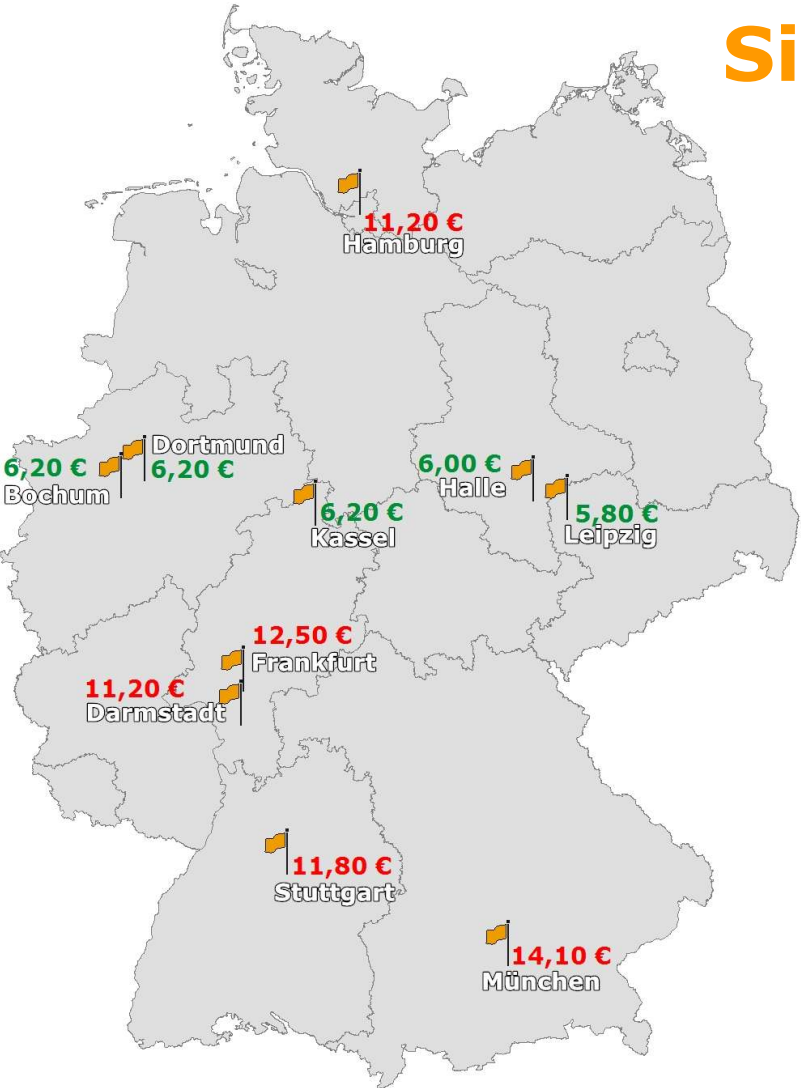 Si
11,20 €
Hamburg
Dortmund
6,20 €
6,20 €
Bochum
6,00 €
Halle
6,20 €
Kassel
5,80 €
Leipzig
12,50 €
Frankfurt
11,20 €
Darmstadt
11,80 €
Stuttgart
14,10 €
München